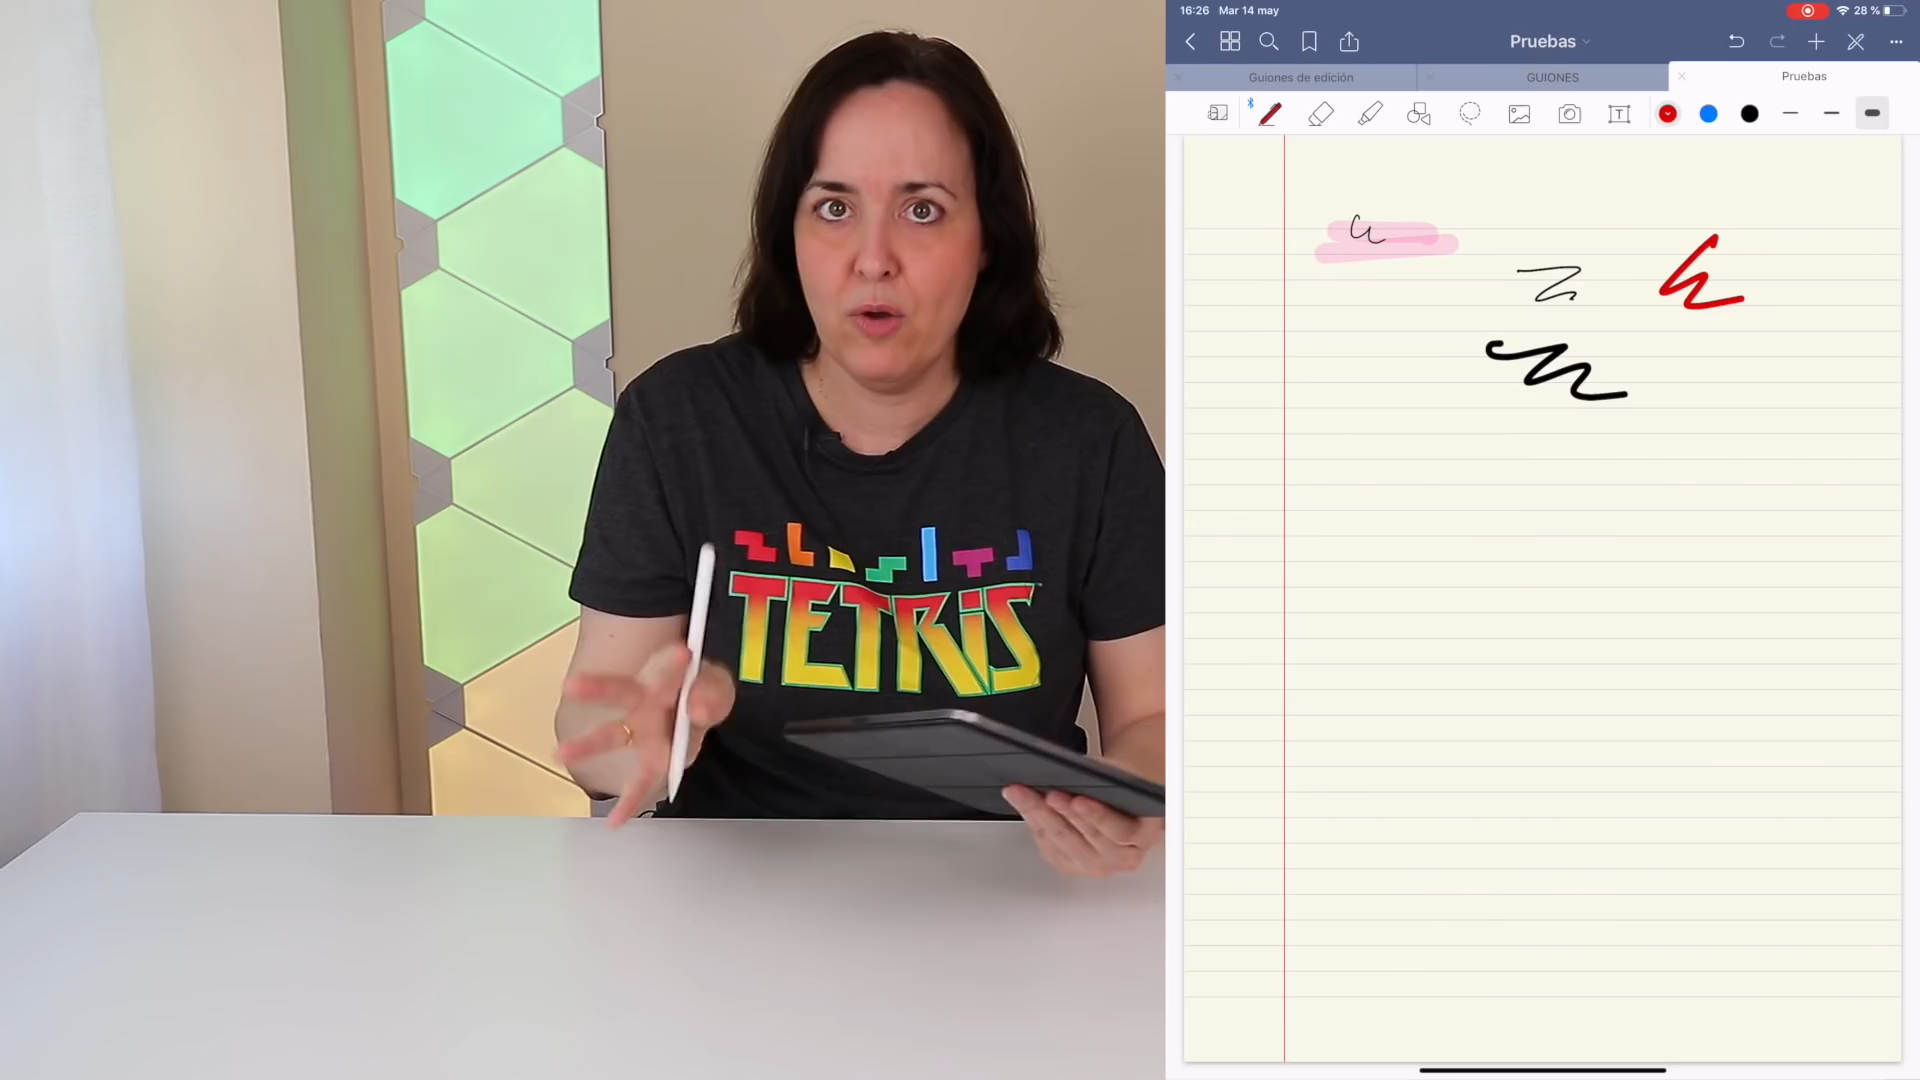 16:26 Mar 14 may 28 %
Pruebas
Guiones de edición GUIONES Pruebas
T
TETRIS